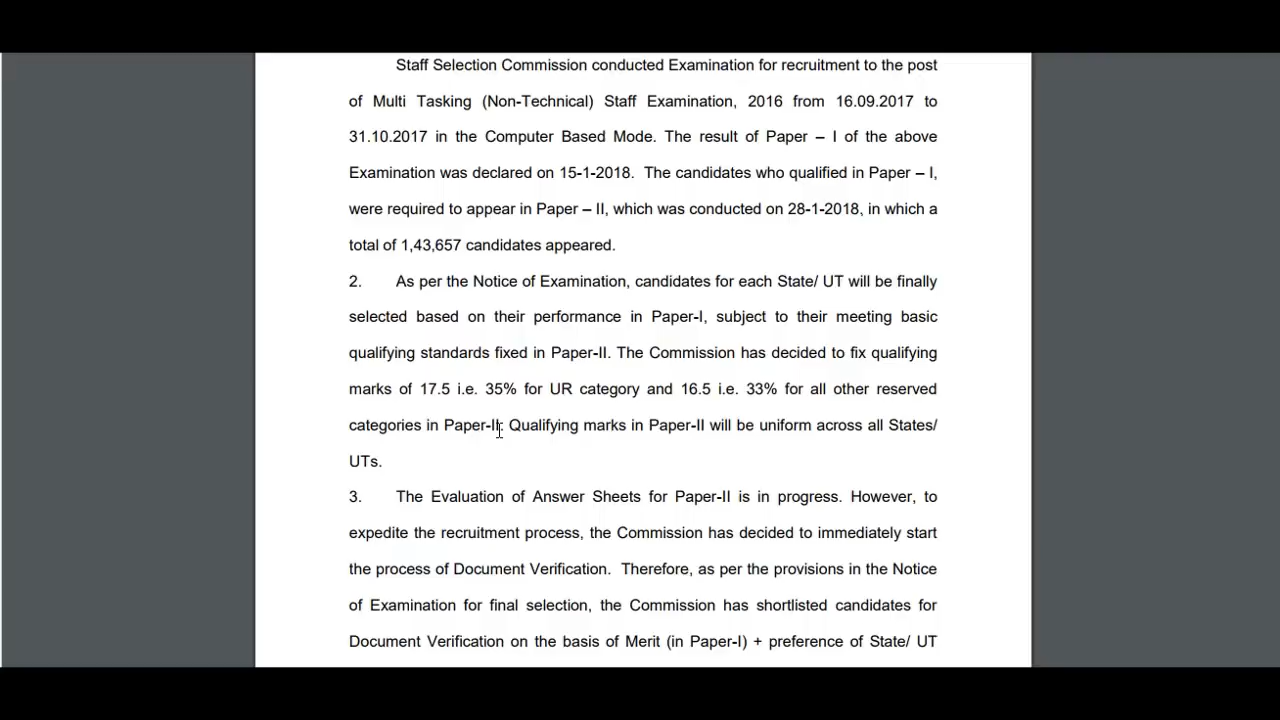 Staff Selection Commission conducted Examination for recruitment to the post
of Multi Tasking (Non-Technical) Staff Examination, 2016 from 16.09.2017 to
31.10.2017 in the Computer Based Mode. The result of Paper – I of the above
Examination was declared on 15-1-2018. The candidates who qualified in Paper – I,
were required to appear in Paper – II, which was conducted on 28-1-2018, in which a
total of 1,43,657 candidates appeared.
2. As per the Notice of Examination, candidates for each State/ UT will be finally
selected based on their performance in Paper-I, subject to their meeting basic
qualifying standards fixed in Paper-II. The Commission has decided to fix qualifying
marks of 17.5 i.e. 35% for UR category and 16.5 i.e. 33% for all other reserved
categories in Paper-II. Qualifying marks in Paper-II will be uniform across all States/
UTs.
3. The Evaluation of Answer Sheets for Paper-II is in progress. However, to
expedite the recruitment process, the Commission has decided to immediately start
the process of Document Verification. Therefore, as per the provisions in the Notice
of Examination for final selection, the Commission has shortlisted candidates for
Document Verification on the basis of Merit (in Paper-I) + preference of State/ UT